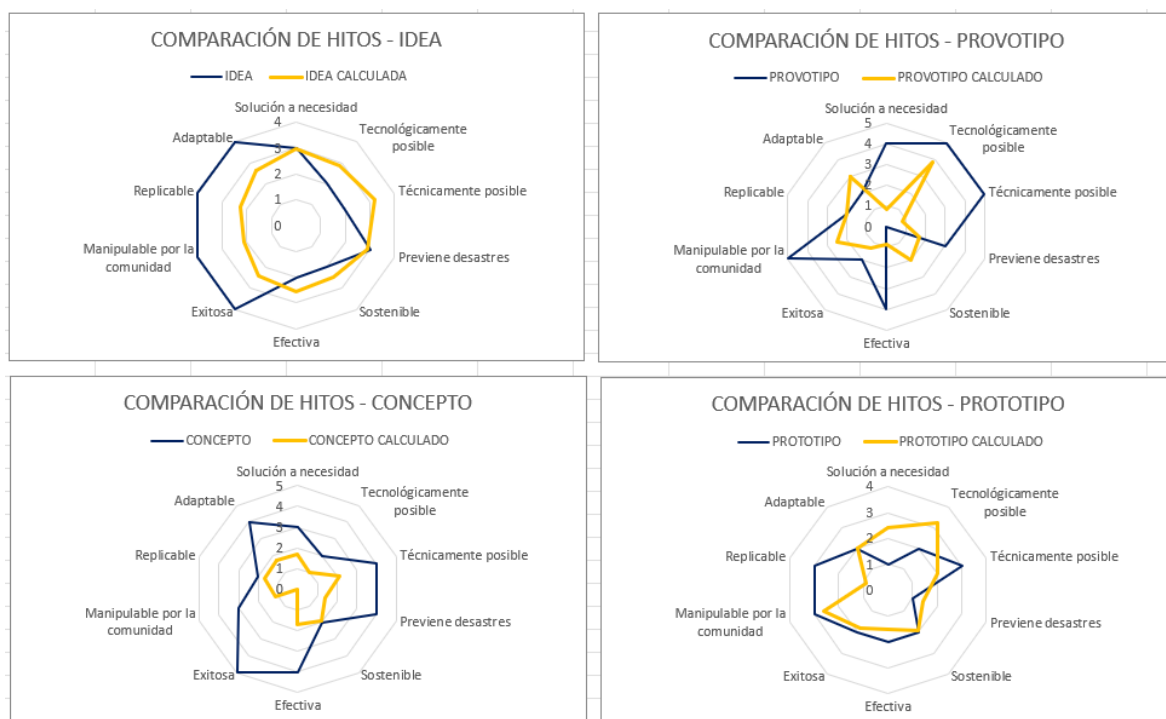 COMPARACIÓN DE HITOS - IDEA
IDEA
IDEA CALCULADA
Solución a necesidad
Tecnológicamente
posible
Técnicamente posible
Previene desastres
Sostenible
Efectiva
Exitosa
Manipulable por la
comunidad
Replicable
Adaptable
4
3
2
1
0
COMPARACIÓN DE HITOS - PROVOTIPO
PROVOTIPO
PROVOTIPO CALCULADO
Solución a necesidad
Tecnológicamente
posible
Técnicamente posible
Previene desastres
Sostenible
Efectiva
Exitosa
Manipulable por la
comunidad
Replicable
Adaptable
5
4
3
2
1
0
COMPARACIÓN DE HITOS - CONCEPTO
CONCEPTO
CONCEPTO CALCULADO
Solución a necesidad
Tecnológicamente
posible
Técnicamente posible
Previene desastres
Sostenible
Efectiva
Exitosa
Manipulable por la
comunidad
Replicable
Adaptable
5
4
3
2
1
0
COMPARACIÓN DE HITOS - PROTOTIPO
PROTOTIPO
PROTOTIPO CALCULADO
Solución a necesidad
Tecnológicamente
posible
Técnicamente posible
Previene desastres
Sostenible
Efectiva
Exitosa
Manipulable por la
comunidad
Replicable
Adaptable
4
3
2
1
0